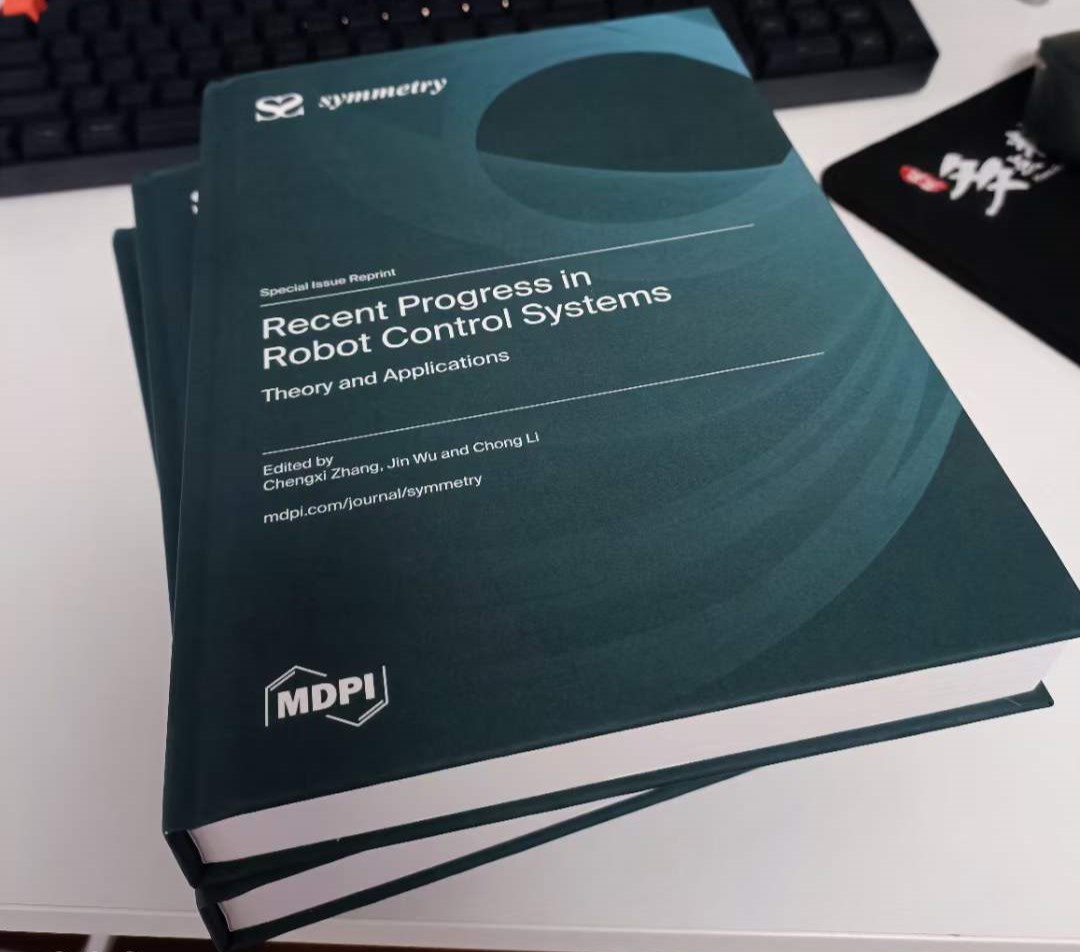 symmetry
Special Issue Reprint
Recent Progress in
Robot Control Systems
Theory and Applications
Edited by
Chengxi Zhang, Jin Wu and Chong Li
mdpi.com/journal/symmetry
MDPI